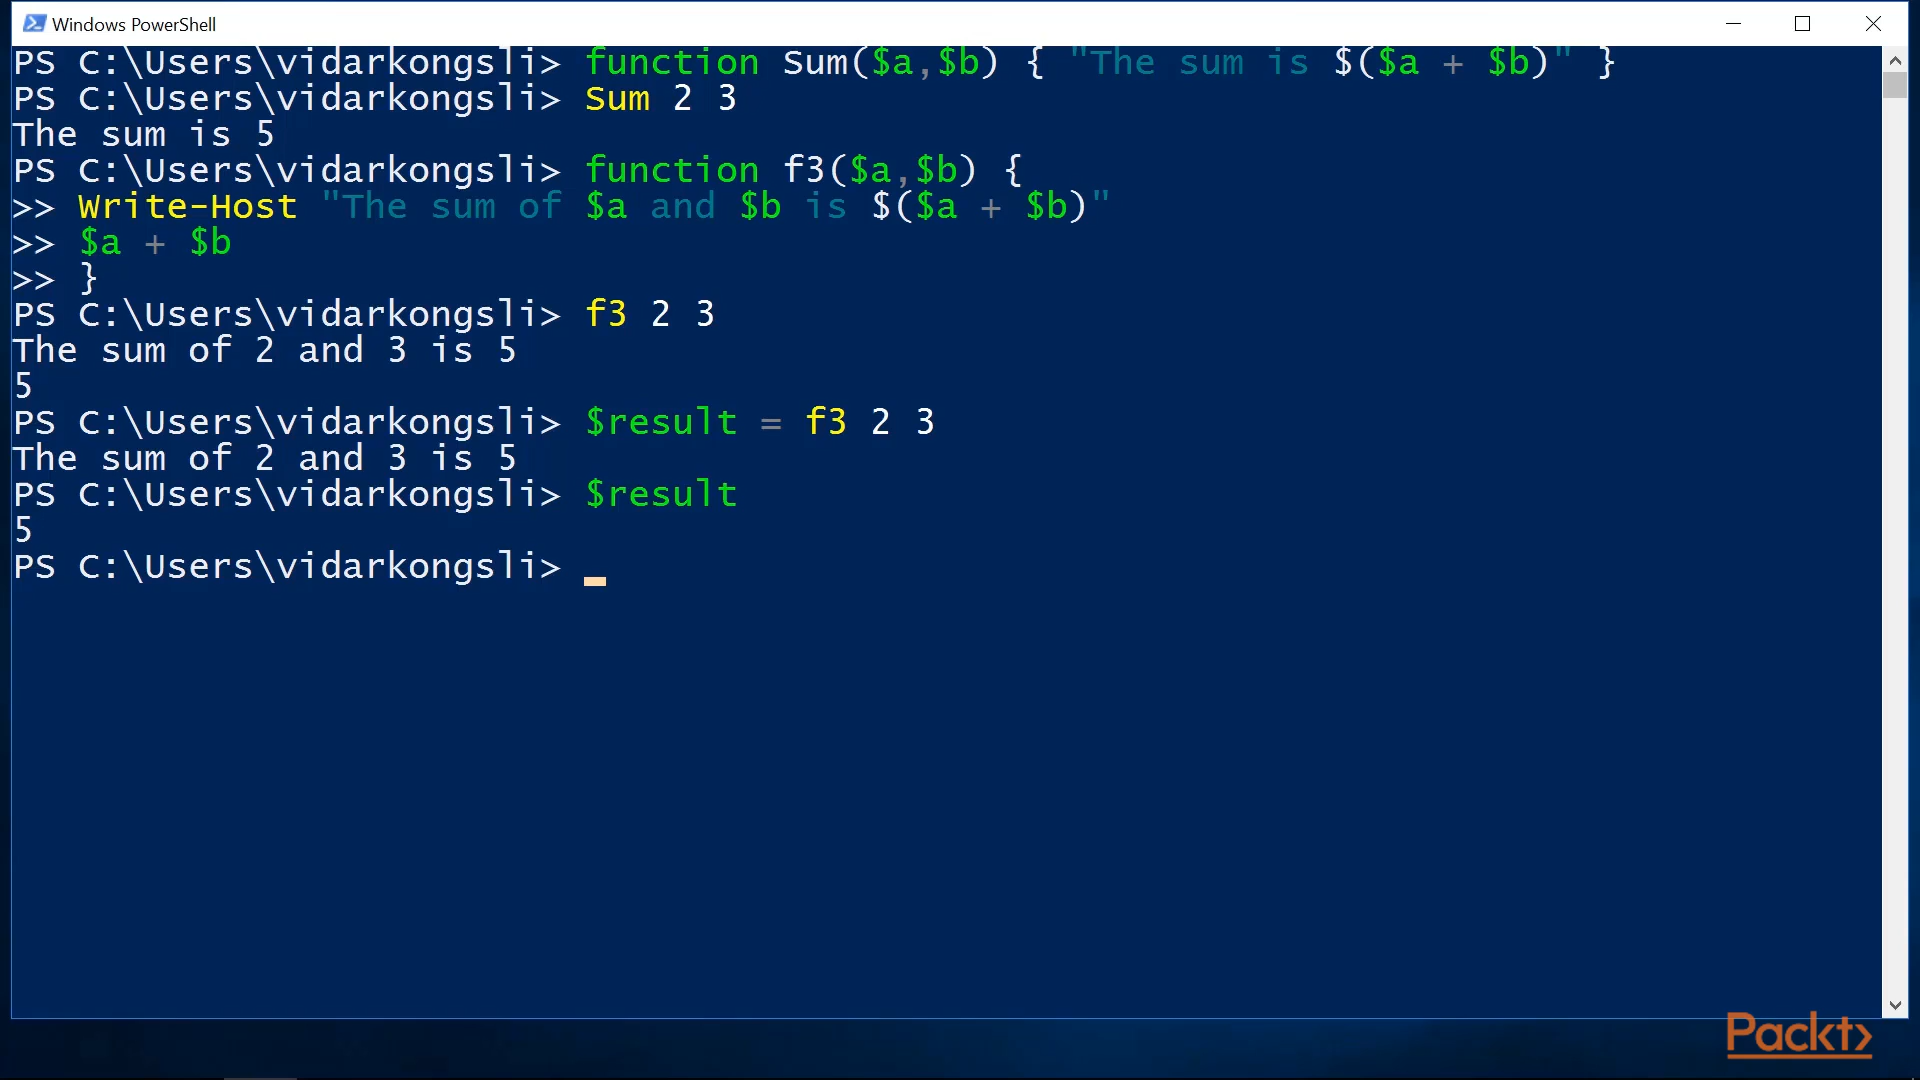 Windows PowerShell
PS C:\Users\vidarkongsli> function Sum($a,$b) { "The sum is $($a + $b)" }
PS C:\Users\vidarkongsli> Sum 2 3
The sum is 5
PS C:\Users\vidarkongsli> function f3($a,$b) {
>> Write-Host "The sum of $a and $b is $($a + $b)"
>> $a + $b
>> }
PS C:\Users\vidarkongsli> f3 2 3
The sum of 2 and 3 is 5
5
PS C:\Users\vidarkongsli> $result = f3 2 3
The sum of 2 and 3 is 5
PS C:\Users\vidarkongsli> $result
5
PS C:\Users\vidarkongsli>
Packt>